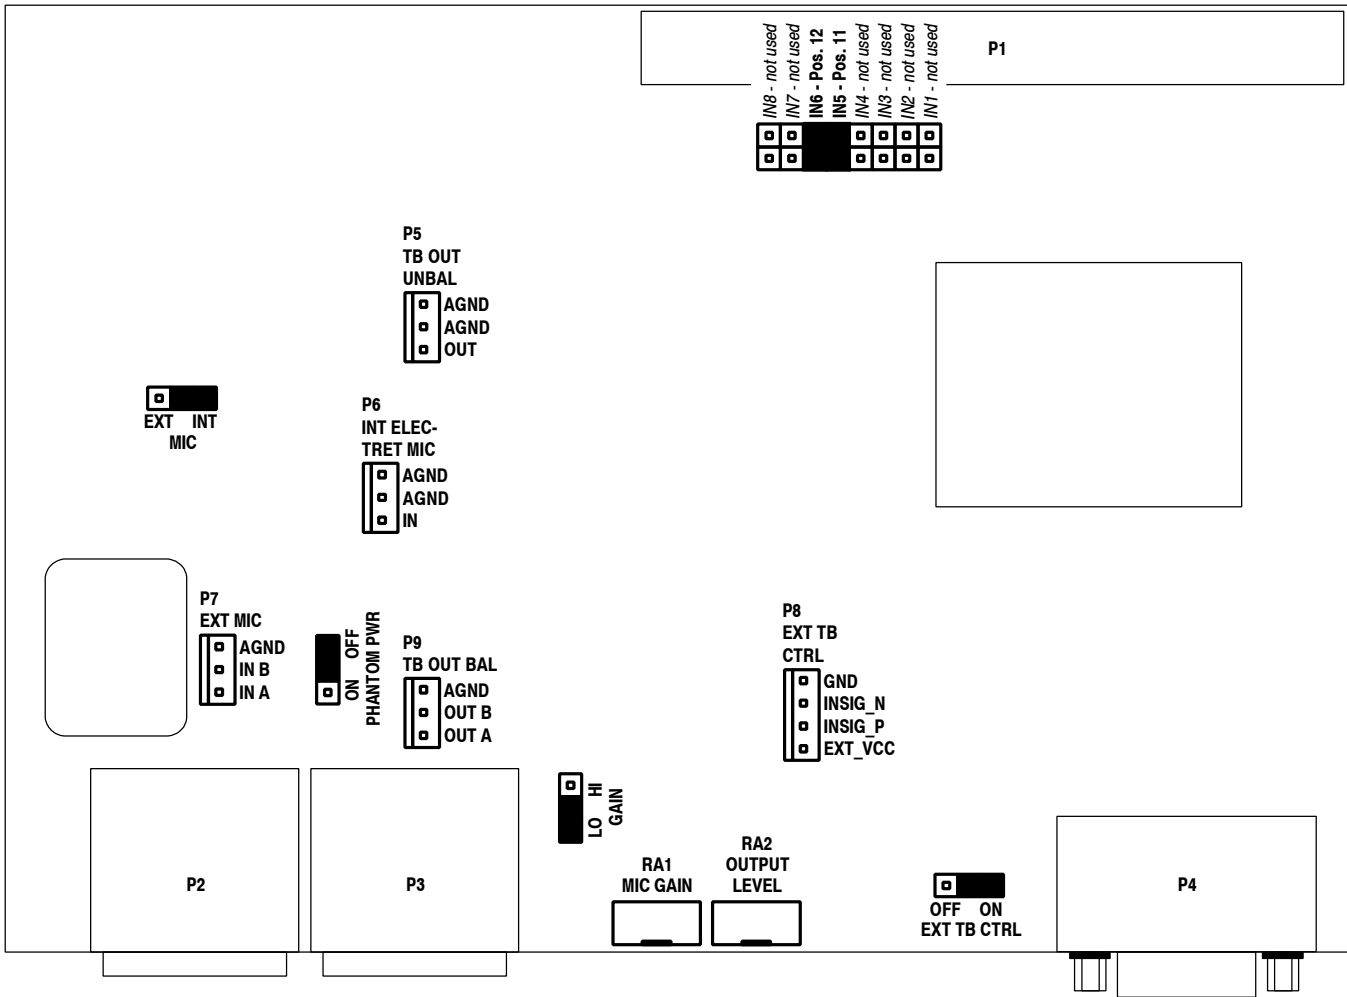 IN8 - not used
IN7 - not used
IN6 - Pos. 12
IN5 - Pos. 11
IN4 - not used
IN3 - not used
IN2 - not used
IN1 - not used
P1
P5
TB OUT
UNBAL
AGND
AGND
OUT
EXT INT
MIC
P6
INT ELEC-
TRET MIC
AGND
AGND
IN
P7
EXT MIC
AGND
IN B
IN A
ON OFF
PHANTOM PWR
P9
TB OUT BAL
AGND
OUT B
OUT A
P8
EXT TB
CTRL
GND
INSIG_N
INSIG_P
EXT_VCC
LO HI
GAIN
RA1
MIC GAIN
RA2
OUTPUT
LEVEL
OFF ON
EXT TB CTRL
P2
P3
P4